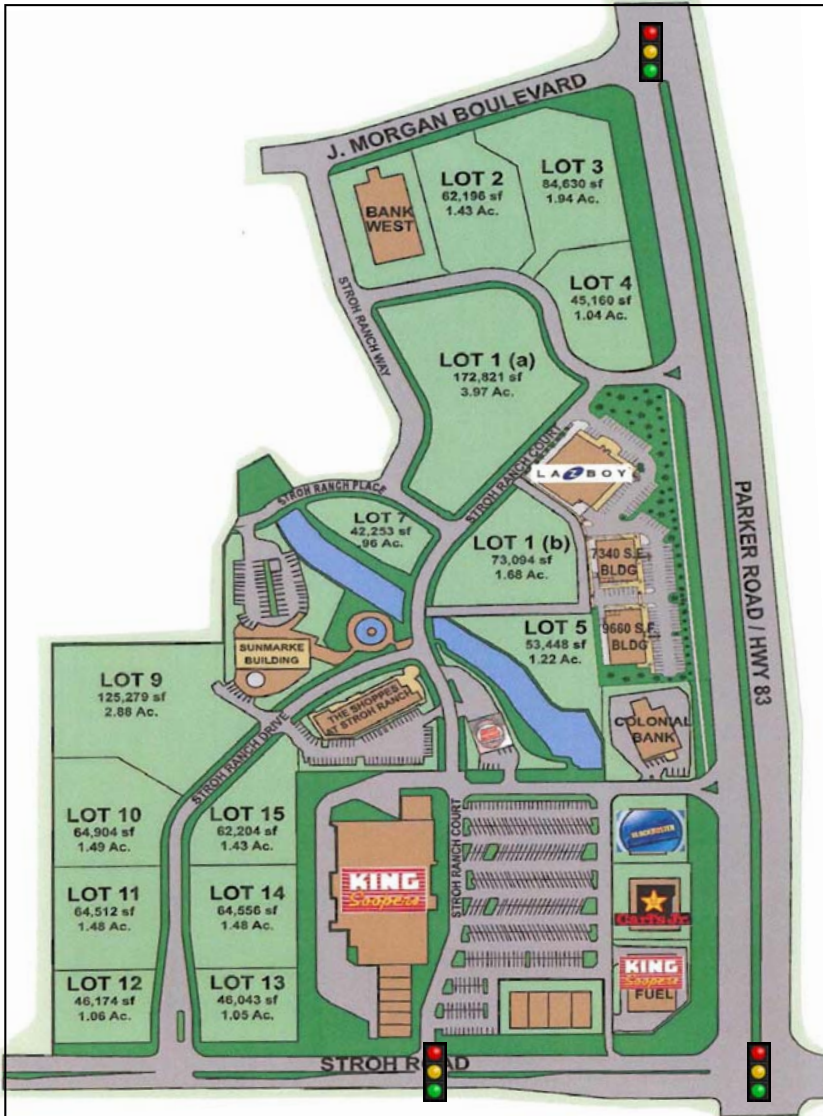 J. MORGAN BOULEVARD
LOT 2
62,196 sf
1.43 Ac.
LOT 3
84,630 sf
1.94 Ac.
BANK
WEST
LOT 4
45,160 sf
1.04 Ac.
STROH RANCH WAY
LOT 1 (a)
172,821 sf
3.97 Ac.
STROH RANCH COURT
LA Z BOY
STROH RANCH PLACE
LOT 7
42,253 sf
.96 Ac.
LOT 1 (b)
73,094 sf
1.68 Ac.
7340 S.F.
BLDG
PARKER ROAD / HWY 83
LOT 5
53,448 sf
1.22 Ac.
9660 S.F.
BLDG
SUNMARKE
BUILDING
LOT 9
125,279 sf
2.88 Ac.
THE SHOPPES
AT STROH RANCH
COLONIAL
BANK
STROH RANCH DRIVE
LOT 10
64,904 sf
1.49 Ac.
LOT 15
62,204 sf
1.43 Ac.
STROH RANCH COURT
BLOCKBUSTER
LOT 11
64,512 sf
1.48 Ac.
LOT 14
64,556 sf
1.48 Ac.
KING
Soopers
Carl's Jr.
LOT 12
46,174 sf
1.06 Ac.
LOT 13
46,043 sf
1.05 Ac.
KING
Soopers
FUEL
STROH ROAD